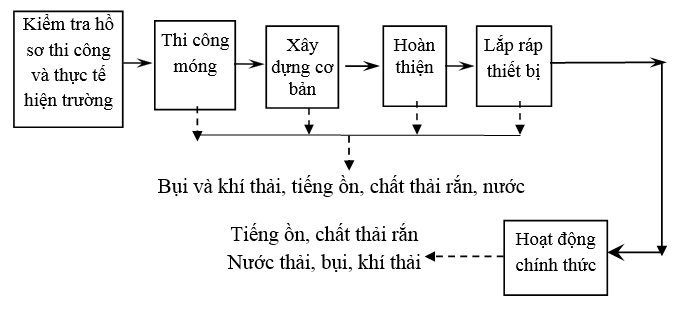 Kiểm tra hồ
sơ thi công
và thực tế
hiện trường
Thi công
móng
Xây
dựng cơ
bản
Hoàn
thiện
Lắp ráp
thiết bị
Bụi và khí thải, tiếng ồn, chất thải rắn, nước
Tiếng ồn, chất thải rắn
Nước thải, bụi, khí thải
Hoạt động
chính thức